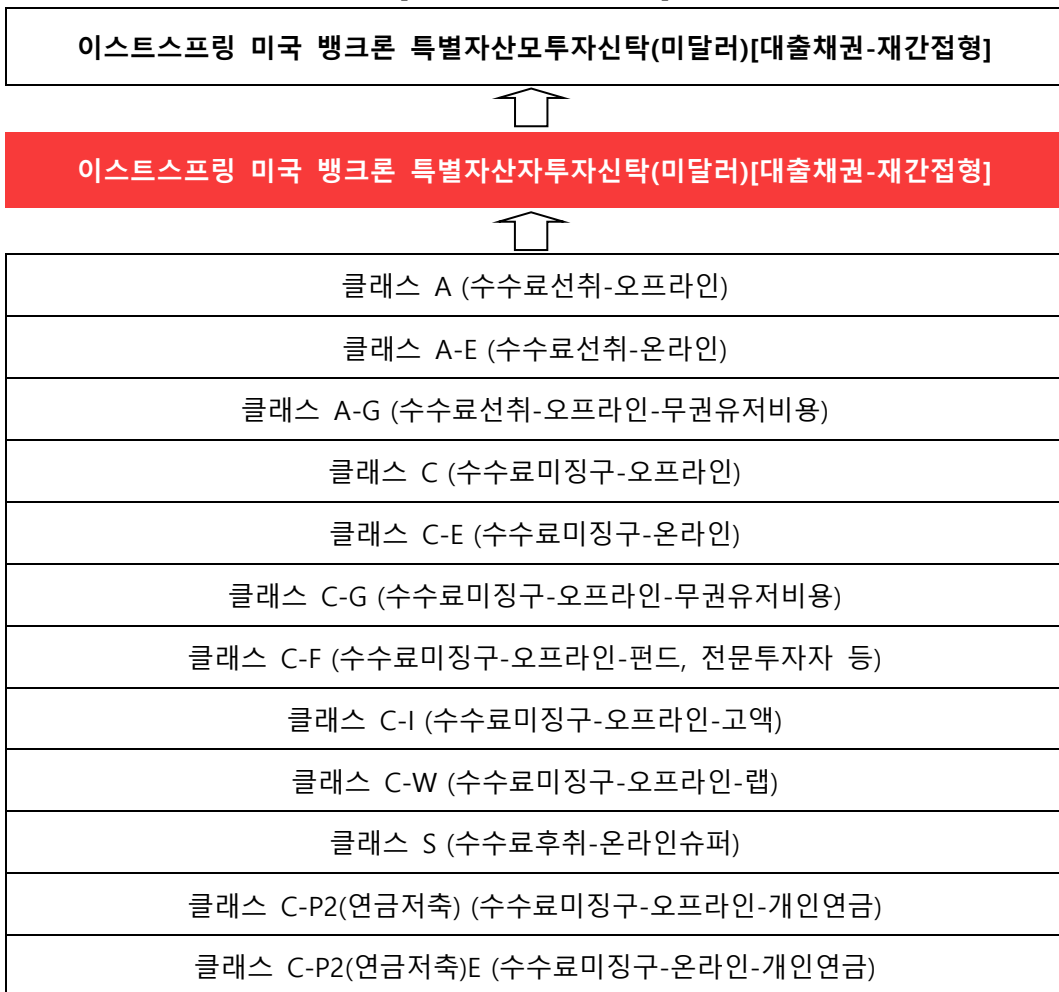 이스트스프링 미국 뱅크론 특별자산모투자신탁(미달러)[대출채권-재간접형]
이스트스프링 미국 뱅크론 특별자산자투자신탁(미달러)[대출채권-재간접형]
클래스 A (수수료선취-오프라인)
클래스 A-E (수수료선취-온라인)
클래스 A-G (수수료선취-오프라인-무권유저비용)
클래스 C (수수료미징구-오프라인)
클래스 C-E (수수료미징구-온라인)
클래스 C-G (수수료미징구-오프라인-무권유저비용)
클래스 C-F (수수료미징구-오프라인-펀드, 전문투자자 등)
클래스 C-I (수수료미징구-오프라인-고액)
클래스 C-W (수수료미징구-오프라인-랩)
클래스 S (수수료후취-온라인슈퍼)
클래스 C-P2(연금저축) (수수료미징구-오프라인-개인연금)
클래스 C-P2(연금저축)E (수수료미징구-온라인-개인연금)